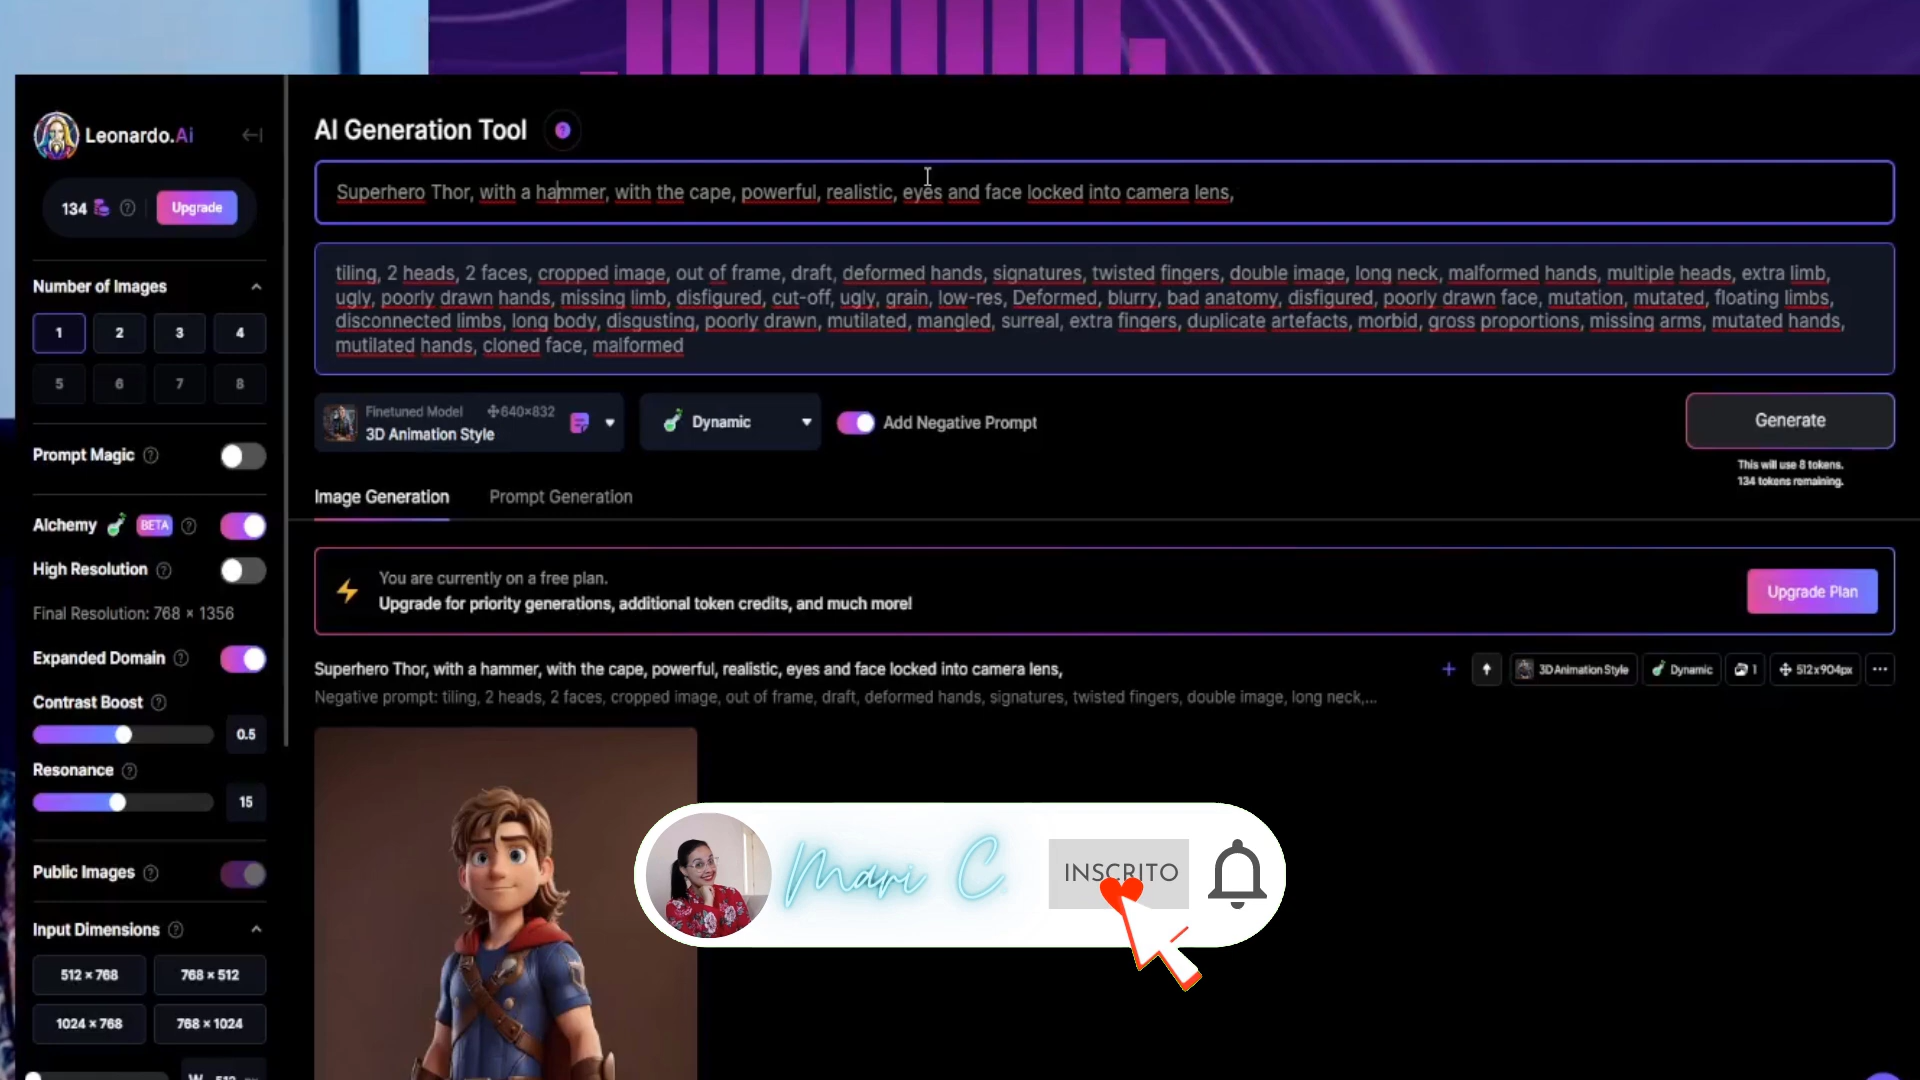 Leonardo.Ai
134
Upgrade
Number of Images
1 2 3 4
5 6 7 8
Prompt Magic
Alchemy BETA
High Resolution
Final Resolution: 768 × 1356
Expanded Domain
Contrast Boost
0.5
Resonance
15
Public Images
Input Dimensions
512 × 768 768 × 512
1024 × 768 768 × 1024
AI Generation Tool
Superhero Thor, with a hammer, with the cape, powerful, realistic, eyes and face locked into camera lens,
tiling, 2 heads, 2 faces, cropped image, out of frame, draft, deformed hands, signatures, twisted fingers, double image, long neck, malformed hands, multiple heads, extra limb,
ugly, poorly drawn hands, missing limb, disfigured, cut-off, ugly, grain, low-res, Deformed, blurry, bad anatomy, disfigured, poorly drawn face, mutation, mutated, floating limbs,
disconnected limbs, long body, disgusting, poorly drawn, mutilated, mangled, surreal, extra fingers, duplicate artefacts, morbid, gross proportions, missing arms, mutated hands,
mutilated hands, cloned face, malformed
Finetuned Model 640×832
3D Animation Style
Dynamic
Add Negative Prompt
Generate
This will use 8 tokens.
134 tokens remaining.
Image Generation Prompt Generation
You are currently on a free plan.
Upgrade for priority generations, additional token credits, and much more!
Upgrade Plan
Superhero Thor, with a hammer, with the cape, powerful, realistic, eyes and face locked into camera lens,
3D Animation Style Dynamic 1 512x904px
Negative prompt: tiling, 2 heads, 2 faces, cropped image, out of frame, draft, deformed hands, signatures, twisted fingers, double image, long neck,...
Mari C
INSCRITO